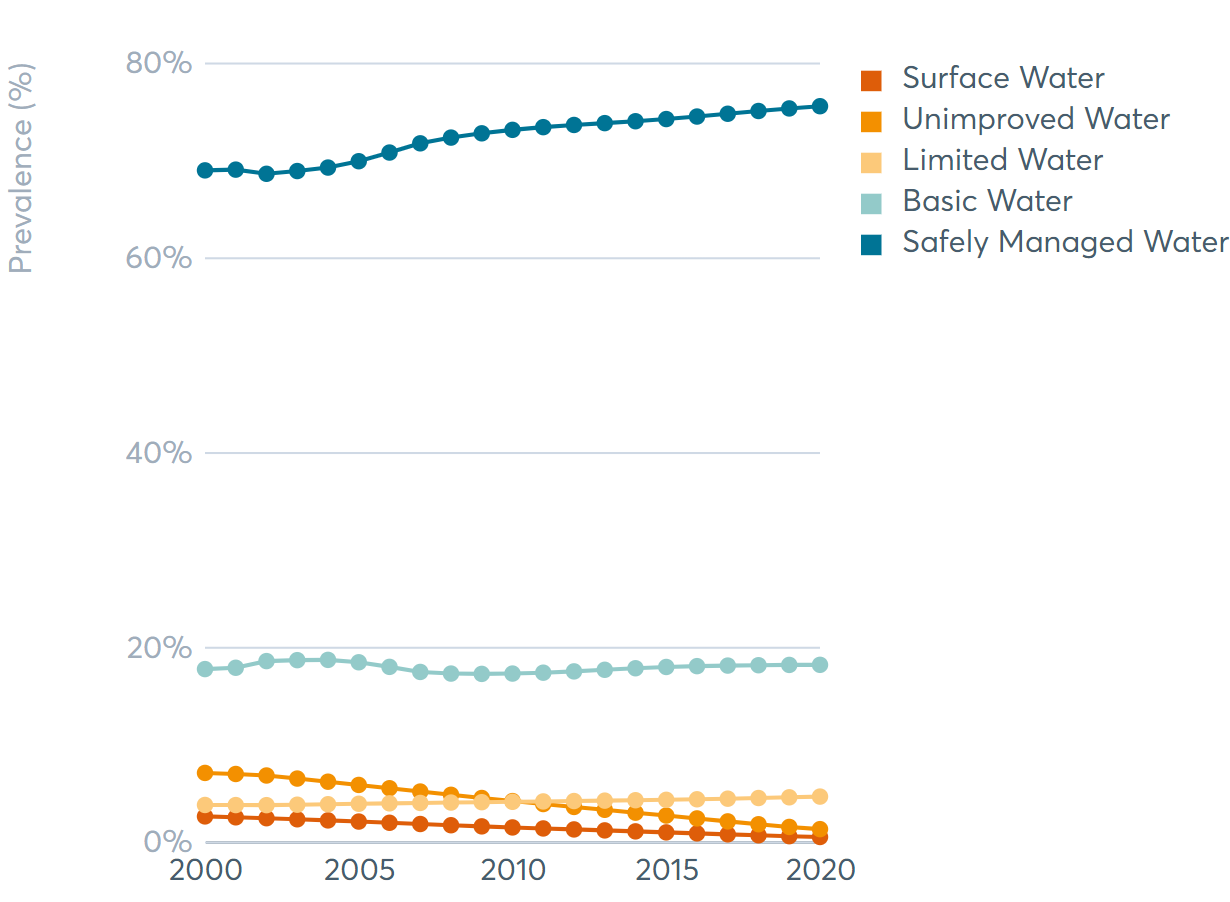 Prevalence (%)
80%
60%
40%
20%
0%
2000 2005 2010 2015 2020
Surface Water
Unimproved Water
Limited Water
Basic Water
Safely Managed Water